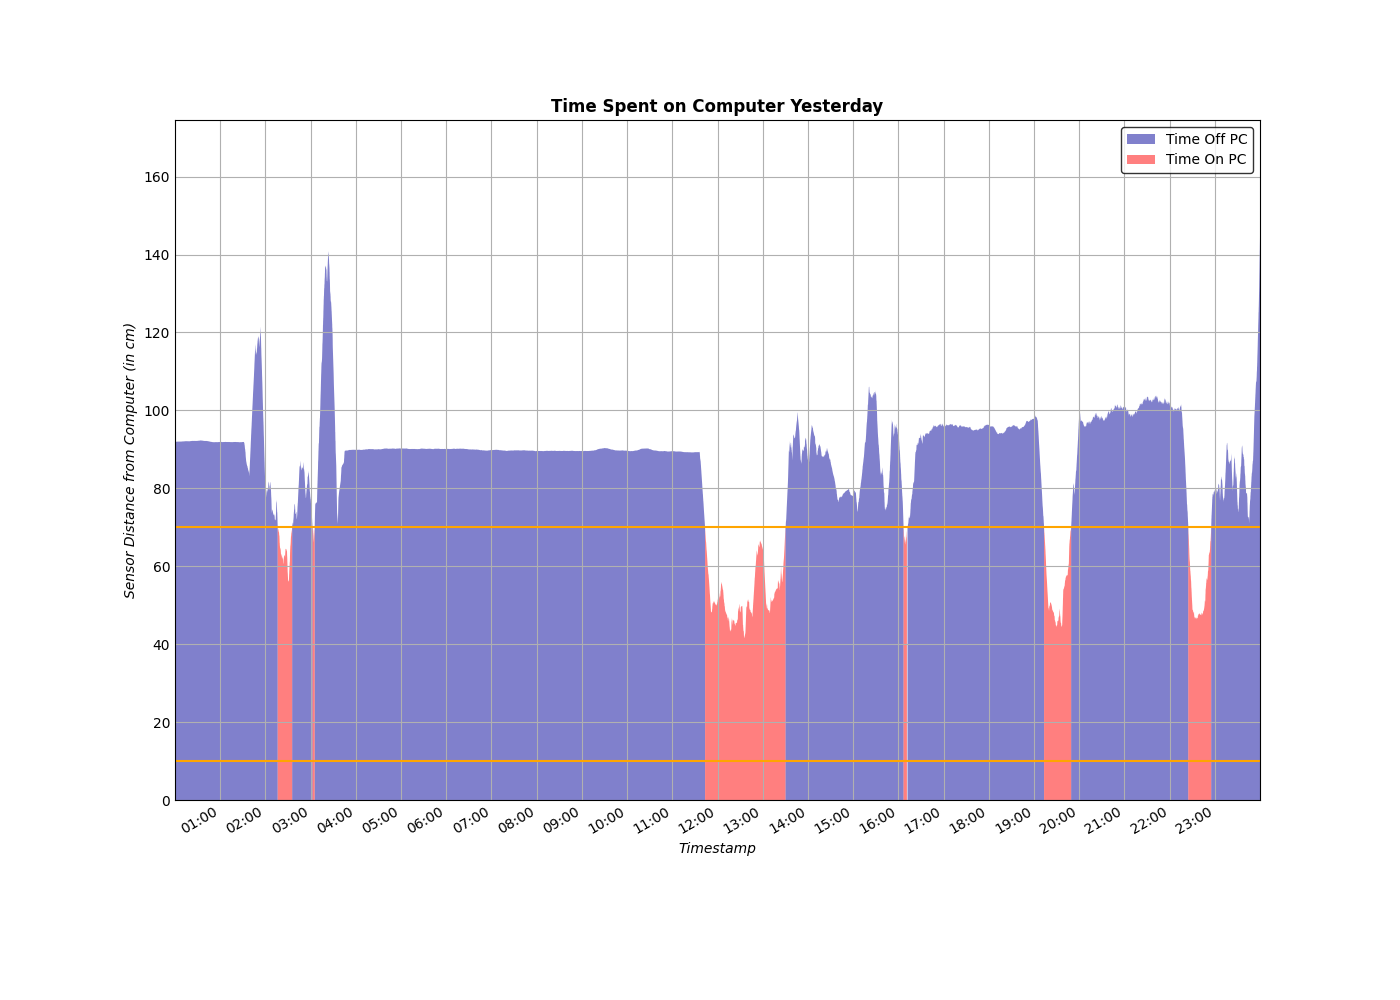 Time Spent on Computer Yesterday
Time Off PC
Time On PC
Sensor Distance from Computer (in cm)
160
140
120
100
80
60
40
20
0
01:00 02:00 03:00 04:00 05:00 06:00 07:00 08:00 09:00 10:00 11:00 12:00 13:00 14:00 15:00 16:00 17:00 18:00 19:00 20:00 21:00 22:00 23:00
Timestamp